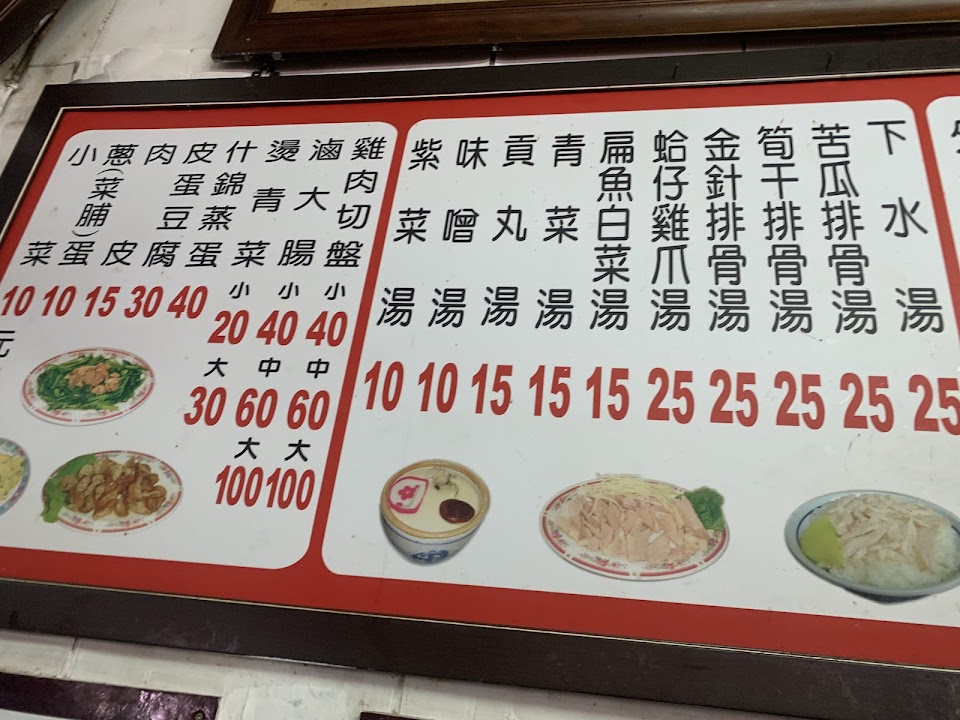 下水湯 25
苦瓜排骨湯 25
筍干排骨湯 25
金針排骨湯 25
蛤仔雞爪湯 25
扁魚白菜湯 15
青菜湯 15
貢丸湯 15
味噌湯 10
紫菜湯 10
雞肉切盤 小 40 中 60 大 100
滷大腸 小 40 中 60 大 100
燙青菜 小 20 大 30
什錦蒸蛋 40
皮蛋豆腐 30
肉皮 15
蔥(菜脯)蛋 10
小菜 10
元